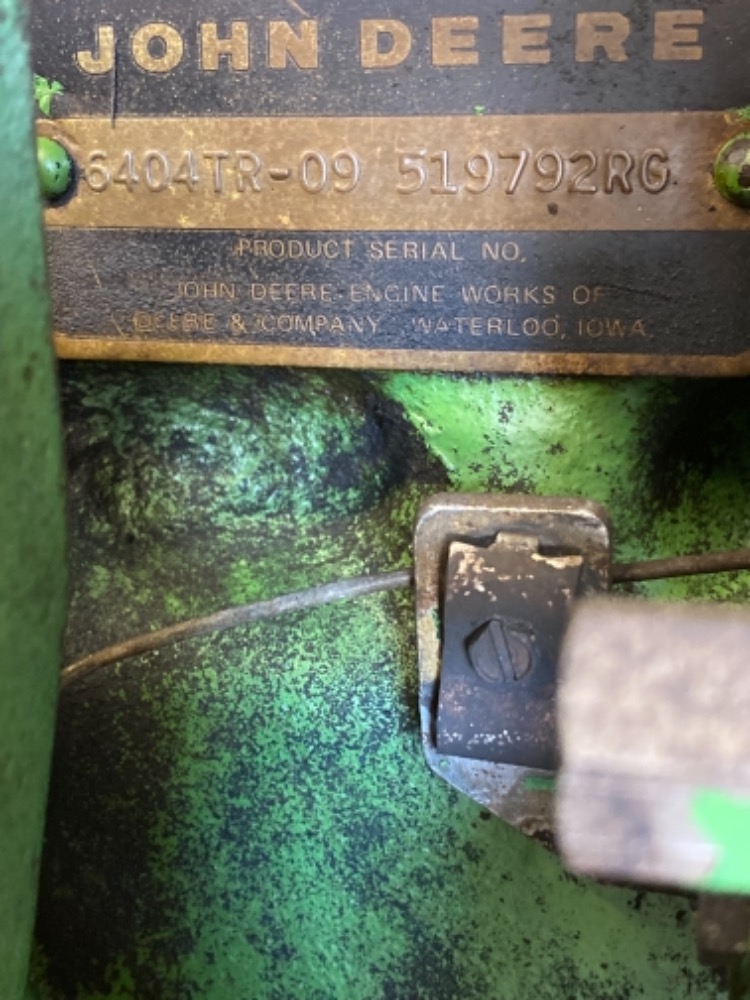 JOHN DEERE
6404TR-09 519792RG
PRODUCT SERIAL NO.
JOHN DEERE ENGINE WORKS OF
DEERE & COMPANY WATERLOO, IOWA